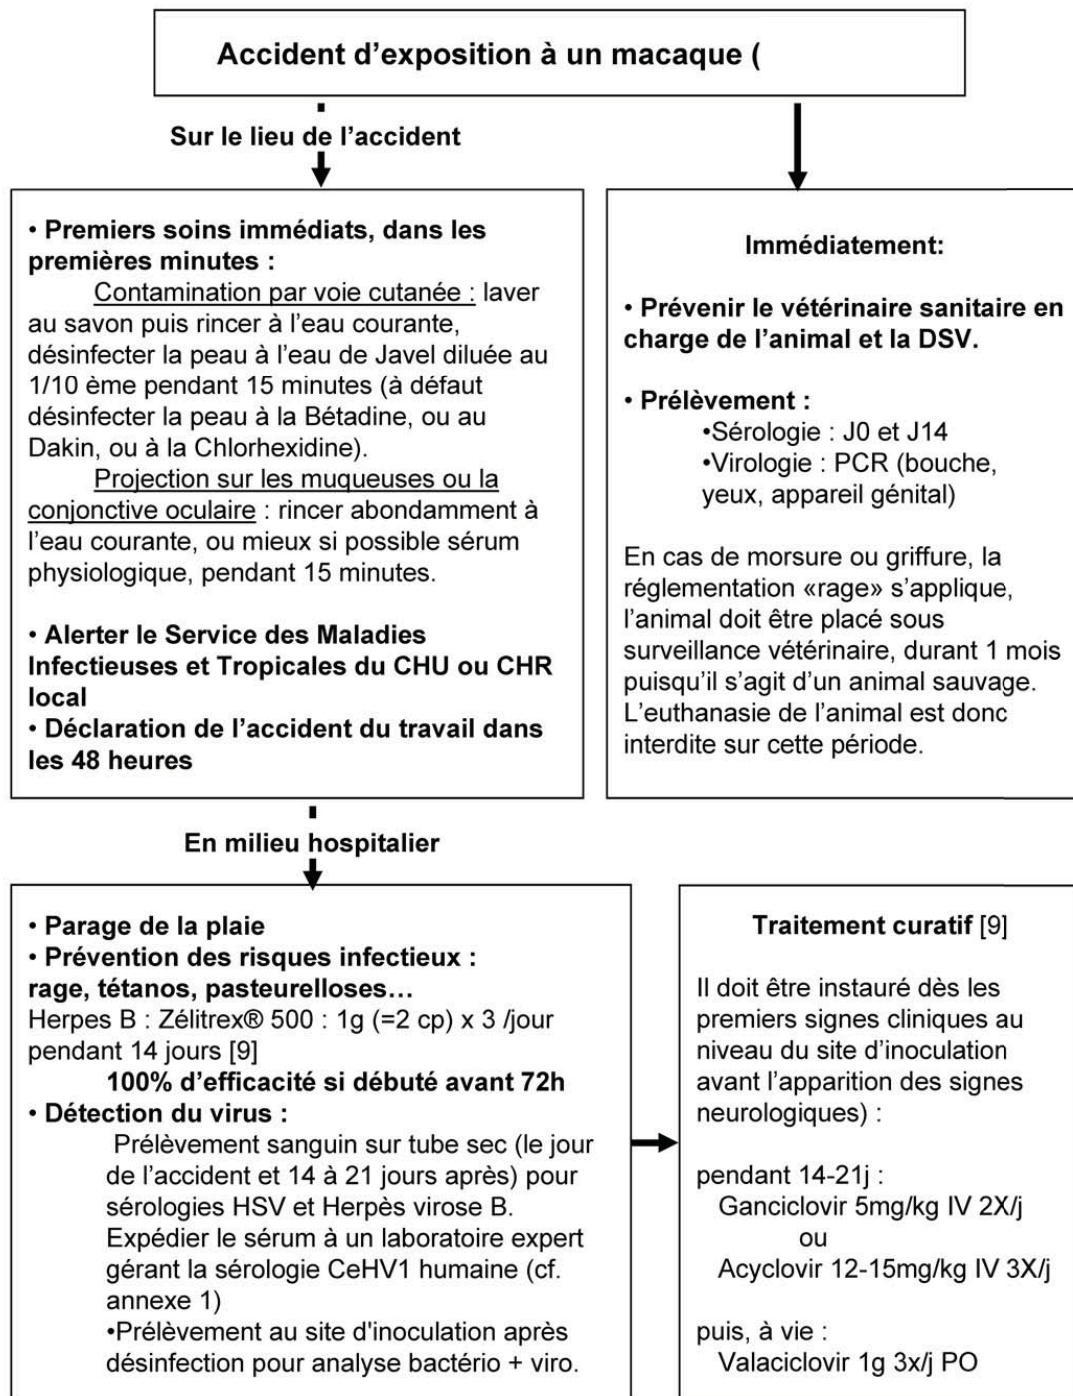 Accident d’exposition à un macaque (
Sur le lieu de l’accident
• Premiers soins immédiats, dans les
premières minutes :
Contamination par voie cutanée : laver
au savon puis rincer à l’eau courante,
désinfecter la peau à l’eau de Javel diluée au
1/10 ème pendant 15 minutes (à défaut
désinfecter la peau à la Bétadine, ou au
Dakin, ou à la Chlorhexidine).
Projection sur les muqueuses ou la
conjonctive oculaire : rincer abondamment à
l’eau courante, ou mieux si possible sérum
physiologique, pendant 15 minutes.
• Alerter le Service des Maladies
Infectieuses et Tropicales du CHU ou CHR
local
• Déclaration de l’accident du travail dans
les 48 heures
Immédiatement:
• Prévenir le vétérinaire sanitaire en
charge de l’animal et la DSV.
• Prélèvement :
•Sérologie : J0 et J14
•Virologie : PCR (bouche,
yeux, appareil génital)
En cas de morsure ou griffure, la
réglementation «rage» s’applique,
l’animal doit être placé sous
surveillance vétérinaire, durant 1 mois
puisqu’il s’agit d’un animal sauvage.
L’euthanasie de l’animal est donc
interdite sur cette période.
En milieu hospitalier
• Parage de la plaie
• Prévention des risques infectieux :
rage, tétanos, pasteurelloses…
Herpes B : Zélitrex® 500 : 1g (=2 cp) x 3 /jour
pendant 14 jours [9]
100% d’efficacité si débuté avant 72h
• Détection du virus :
Prélèvement sanguin sur tube sec (le jour
de l’accident et 14 à 21 jours après) pour
sérologies HSV et Herpès virose B.
Expédier le sérum à un laboratoire expert
gérant la sérologie CeHV1 humaine (cf.
annexe 1)
•Prélèvement au site d'inoculation après
désinfection pour analyse bactério + viro.
Traitement curatif [9]
Il doit être instauré dès les
premiers signes cliniques au
niveau du site d’inoculation
avant l’apparition des signes
neurologiques) :
pendant 14-21j :
Ganciclovir 5mg/kg IV 2X/j
ou
Acyclovir 12-15mg/kg IV 3X/j
puis, à vie :
Valaciclovir 1g 3x/j PO